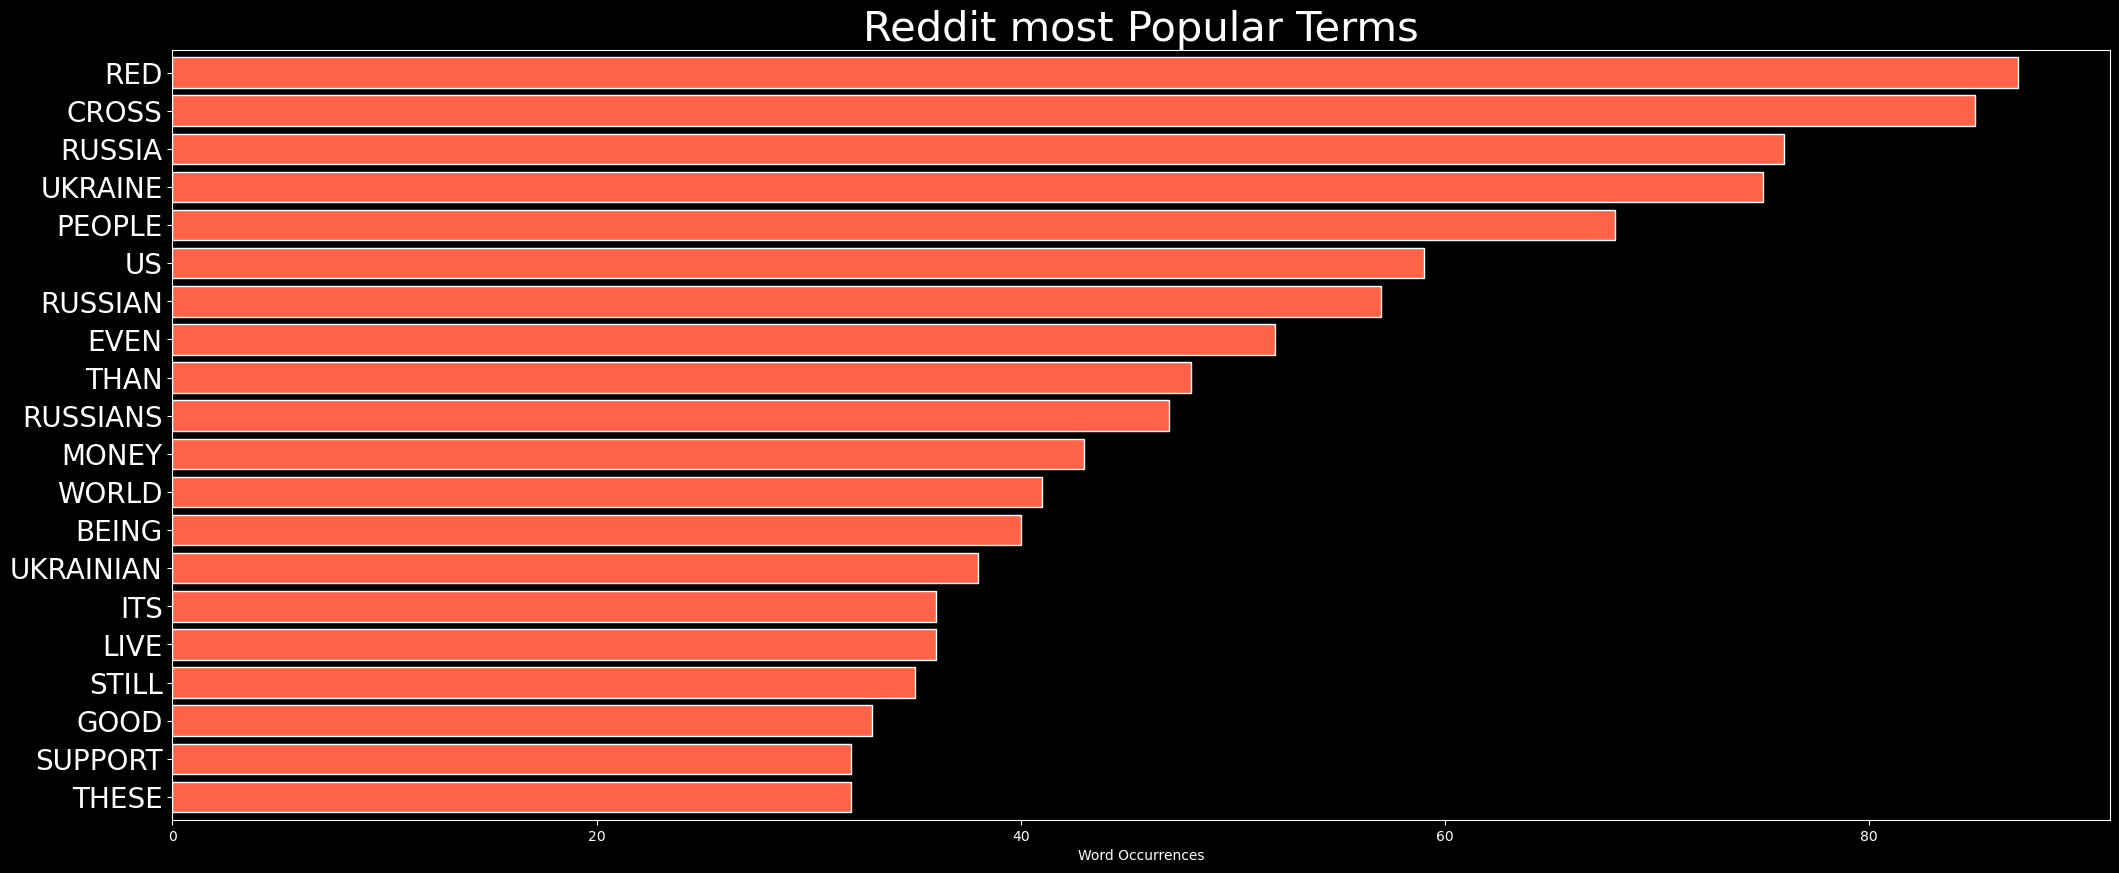 Reddit most Popular Terms
RED
CROSS
RUSSIA
UKRAINE
PEOPLE
US
RUSSIAN
EVEN
THAN
RUSSIANS
MONEY
WORLD
BEING
UKRAINIAN
ITS
LIVE
STILL
GOOD
SUPPORT
THESE
0 20 40 60 80
Word Occurrences